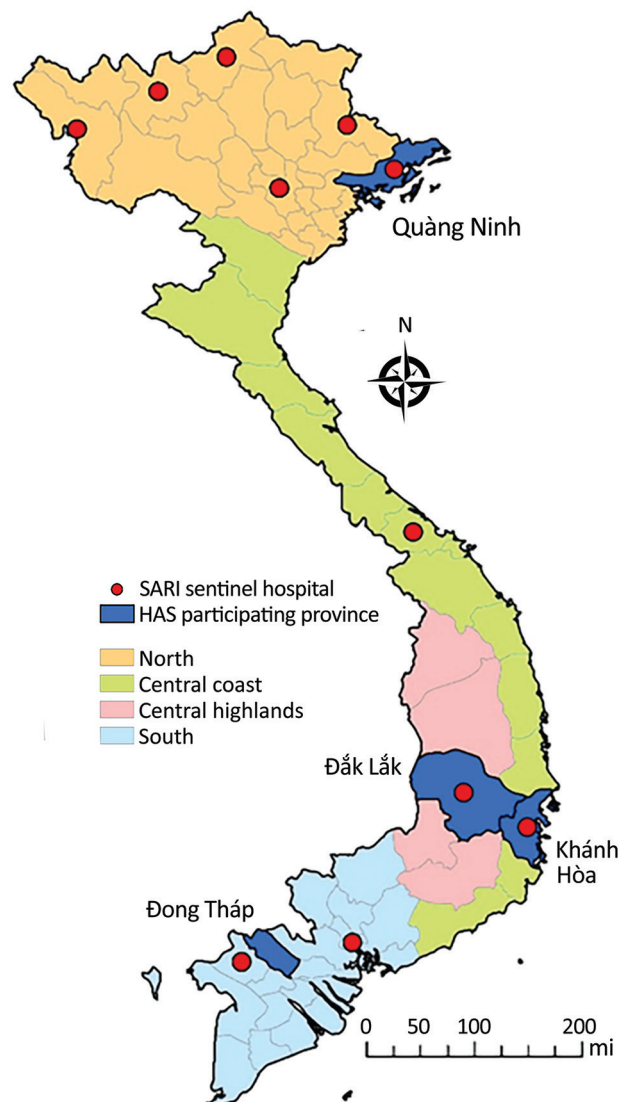 Quàng Ninh
N
SARI sentinel hospital
HAS participating province
North
Central coast
Central highlands
South
Đắk Lắk
Khánh
Hòa
Đong Tháp
0 50 100 200
mi